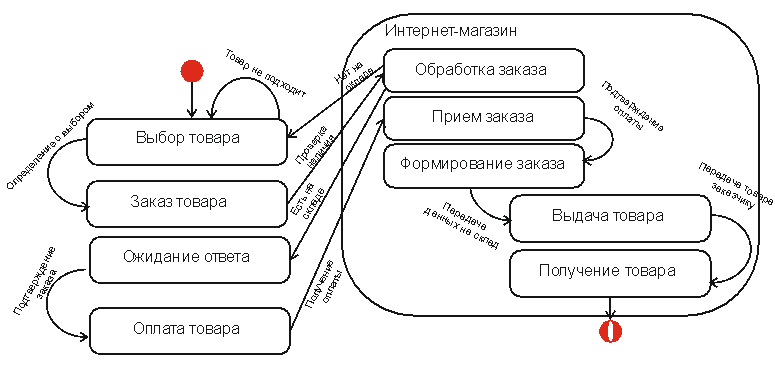 Интернет-магазин
Товар не подходит
Нет на
складе
Обработка заказа
Выбор товара
Определение о выбором
Проверка
наличия
Прием заказа
Подтверждение
оплаты
Формирование заказа
Заказ товара
Есть на
складе
Передача
данных на склад
Передача товара
заказчику
Выдача товара
Ожидание ответа
Получение товара
Подтверждение
заказа
Получение
оплаты
Оплата товара